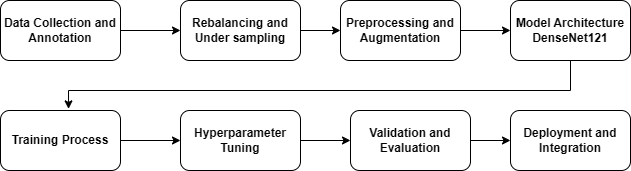 Data Collection and
Annotation
Rebalancing and
Under sampling
Preprocessing and
Augmentation
Model Architecture
DenseNet121
Training Process
Hyperparameter
Tuning
Validation and
Evaluation
Deployment and
Integration